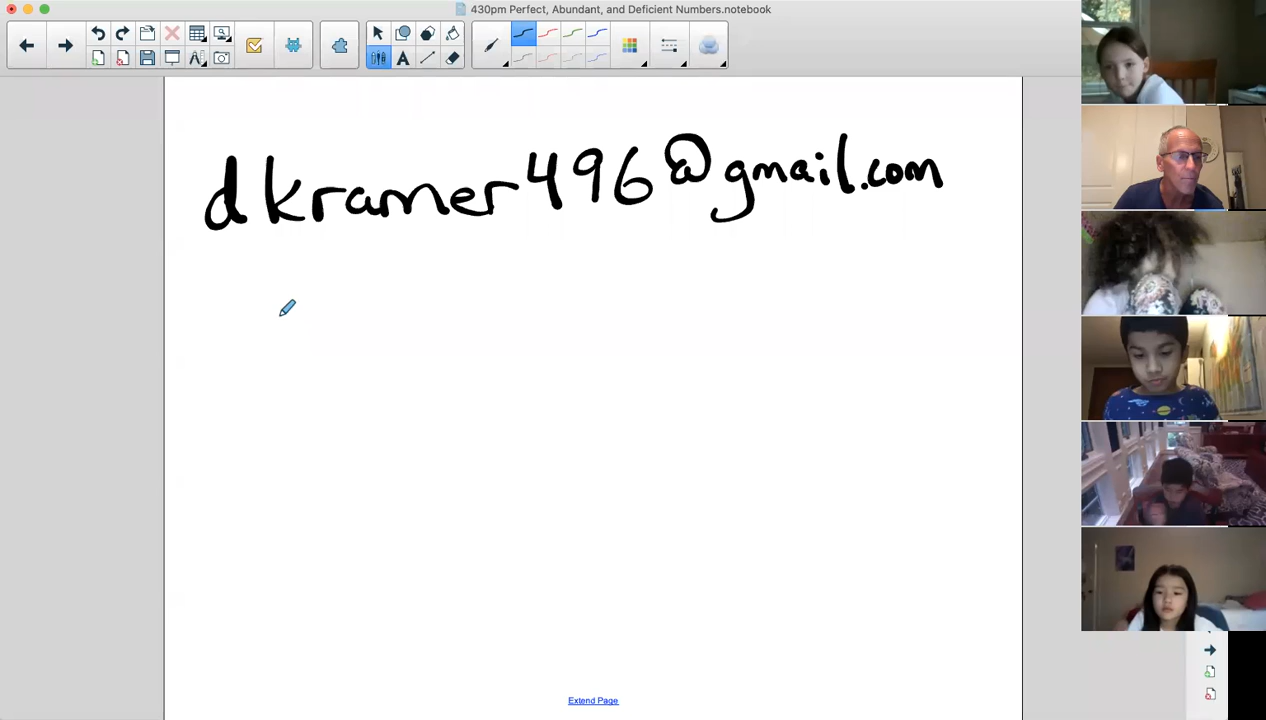 430pm Perfect, Abundant, and Deficient Numbers.notebook
dkramer496@gmail.com
Extend Page